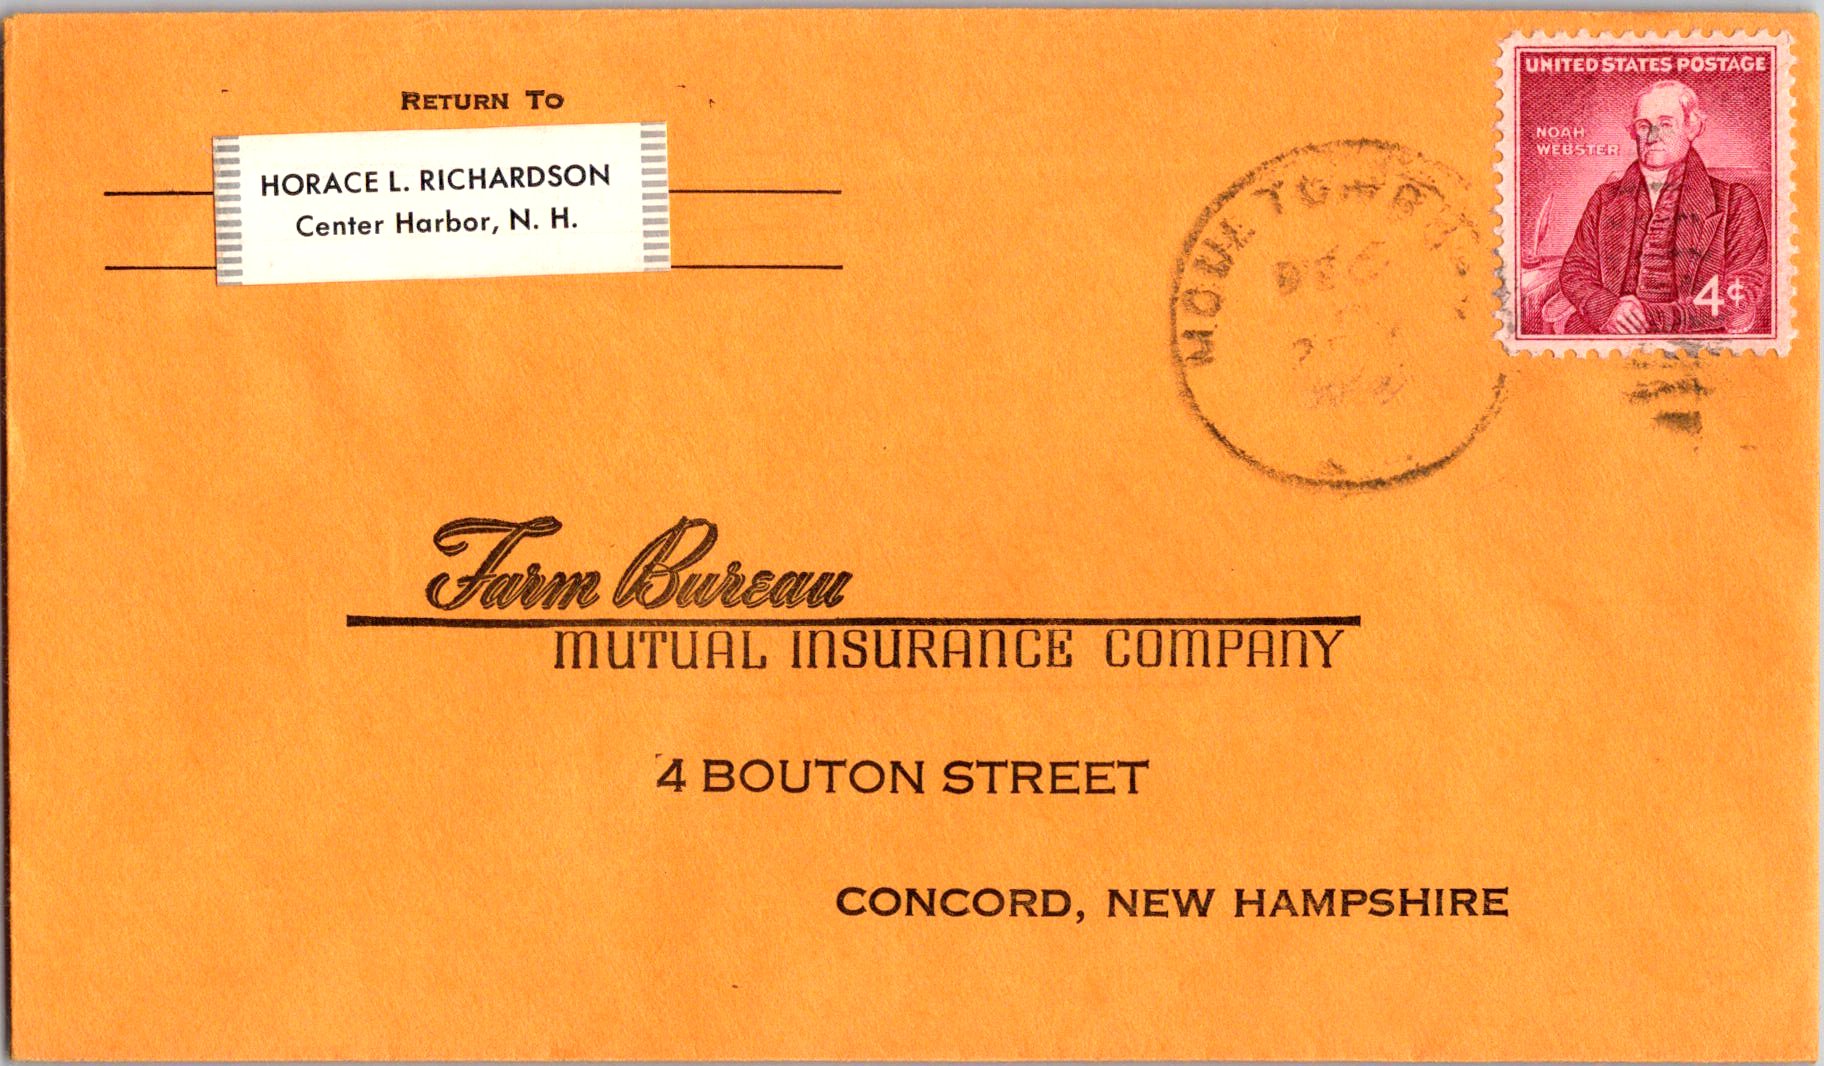 RETURN TO
HORACE L. RICHARDSON
Center Harbor, N. H.
UNITED STATES POSTAGE
NOAH
WEBSTER
4¢
DEC
Farm Bureau
MUTUAL INSURANCE COMPANY
4 BOUTON STREET
CONCORD, NEW HAMPSHIRE